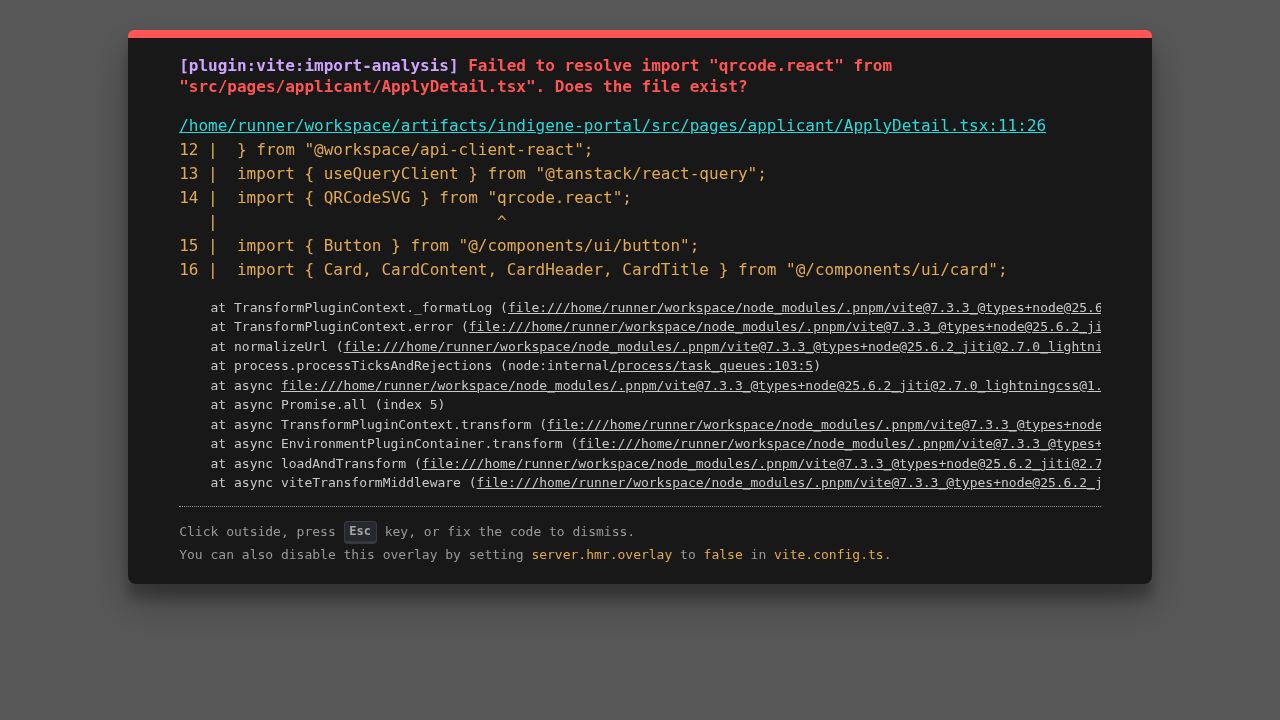 [plugin:vite:import-analysis] Failed to resolve import "qrcode.react" from
"src/pages/applicant/ApplyDetail.tsx". Does the file exist?
/home/runner/workspace/artifacts/indigene-portal/src/pages/applicant/ApplyDetail.tsx:11:26
12 |  } from "@workspace/api-client-react";
13 |  import { useQueryClient } from "@tanstack/react-query";
14 |  import { QRCodeSVG } from "qrcode.react";
   |                             ^
15 |  import { Button } from "@/components/ui/button";
16 |  import { Card, CardContent, CardHeader, CardTitle } from "@/components/ui/card";
at TransformPluginContext._formatLog (file:///home/runner/workspace/node_modules/.pnpm/vite@7.3.3_@types+node@25.6
at TransformPluginContext.error (file:///home/runner/workspace/node_modules/.pnpm/vite@7.3.3_@types+node@25.6.2_ji
at normalizeUrl (file:///home/runner/workspace/node_modules/.pnpm/vite@7.3.3_@types+node@25.6.2_jiti@2.7.0_lightni
at process.processTicksAndRejections (node:internal/process/task_queues:103:5)
at async file:///home/runner/workspace/node_modules/.pnpm/vite@7.3.3_@types+node@25.6.2_jiti@2.7.0_lightningcss@1.
at async Promise.all (index 5)
at async TransformPluginContext.transform (file:///home/runner/workspace/node_modules/.pnpm/vite@7.3.3_@types+node
at async EnvironmentPluginContainer.transform (file:///home/runner/workspace/node_modules/.pnpm/vite@7.3.3_@types+
at async loadAndTransform (file:///home/runner/workspace/node_modules/.pnpm/vite@7.3.3_@types+node@25.6.2_jiti@2.7
at async viteTransformMiddleware (file:///home/runner/workspace/node_modules/.pnpm/vite@7.3.3_@types+node@25.6.2_j
Click outside, press Esc key, or fix the code to dismiss.
You can also disable this overlay by setting server.hmr.overlay to false in vite.config.ts.